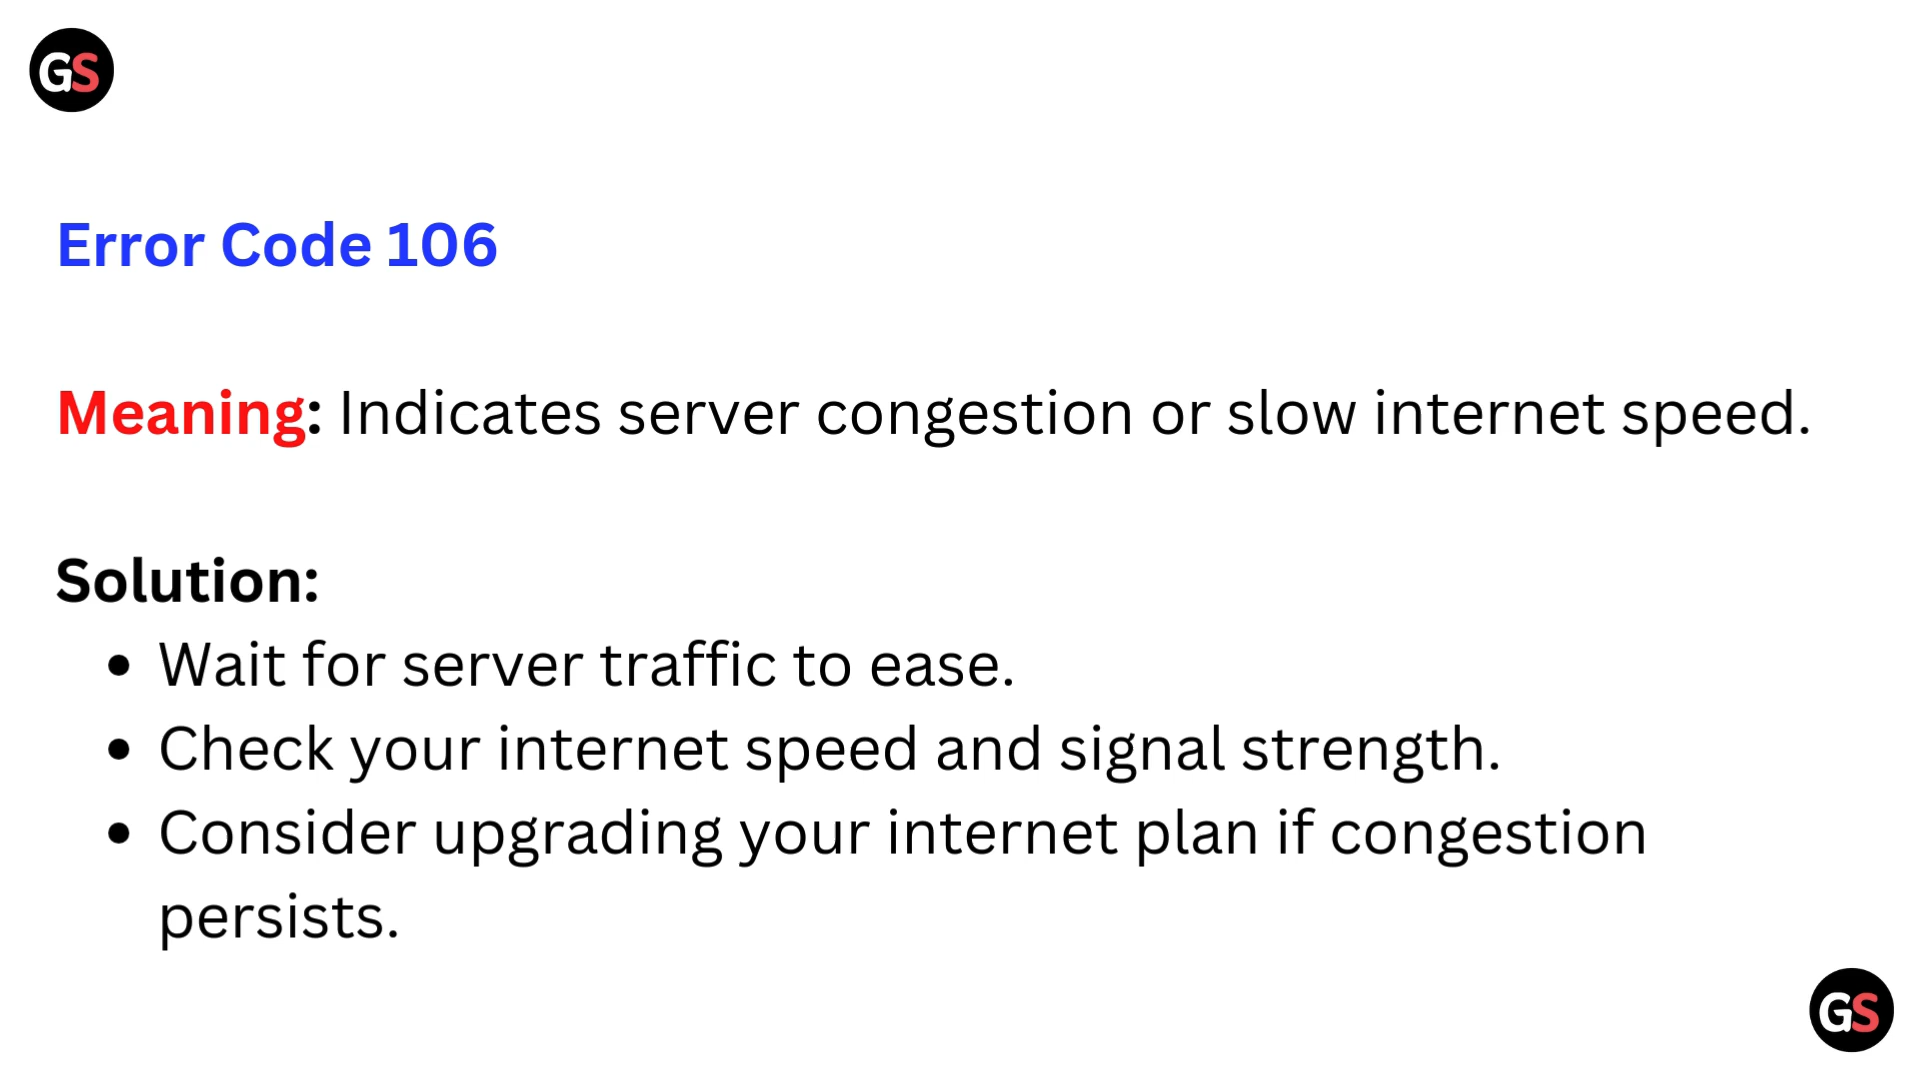 GS
Error Code 106
Meaning: Indicates server congestion or slow internet speed.
Solution:
• Wait for server traffic to ease.
• Check your internet speed and signal strength.
• Consider upgrading your internet plan if congestion
persists.
GS